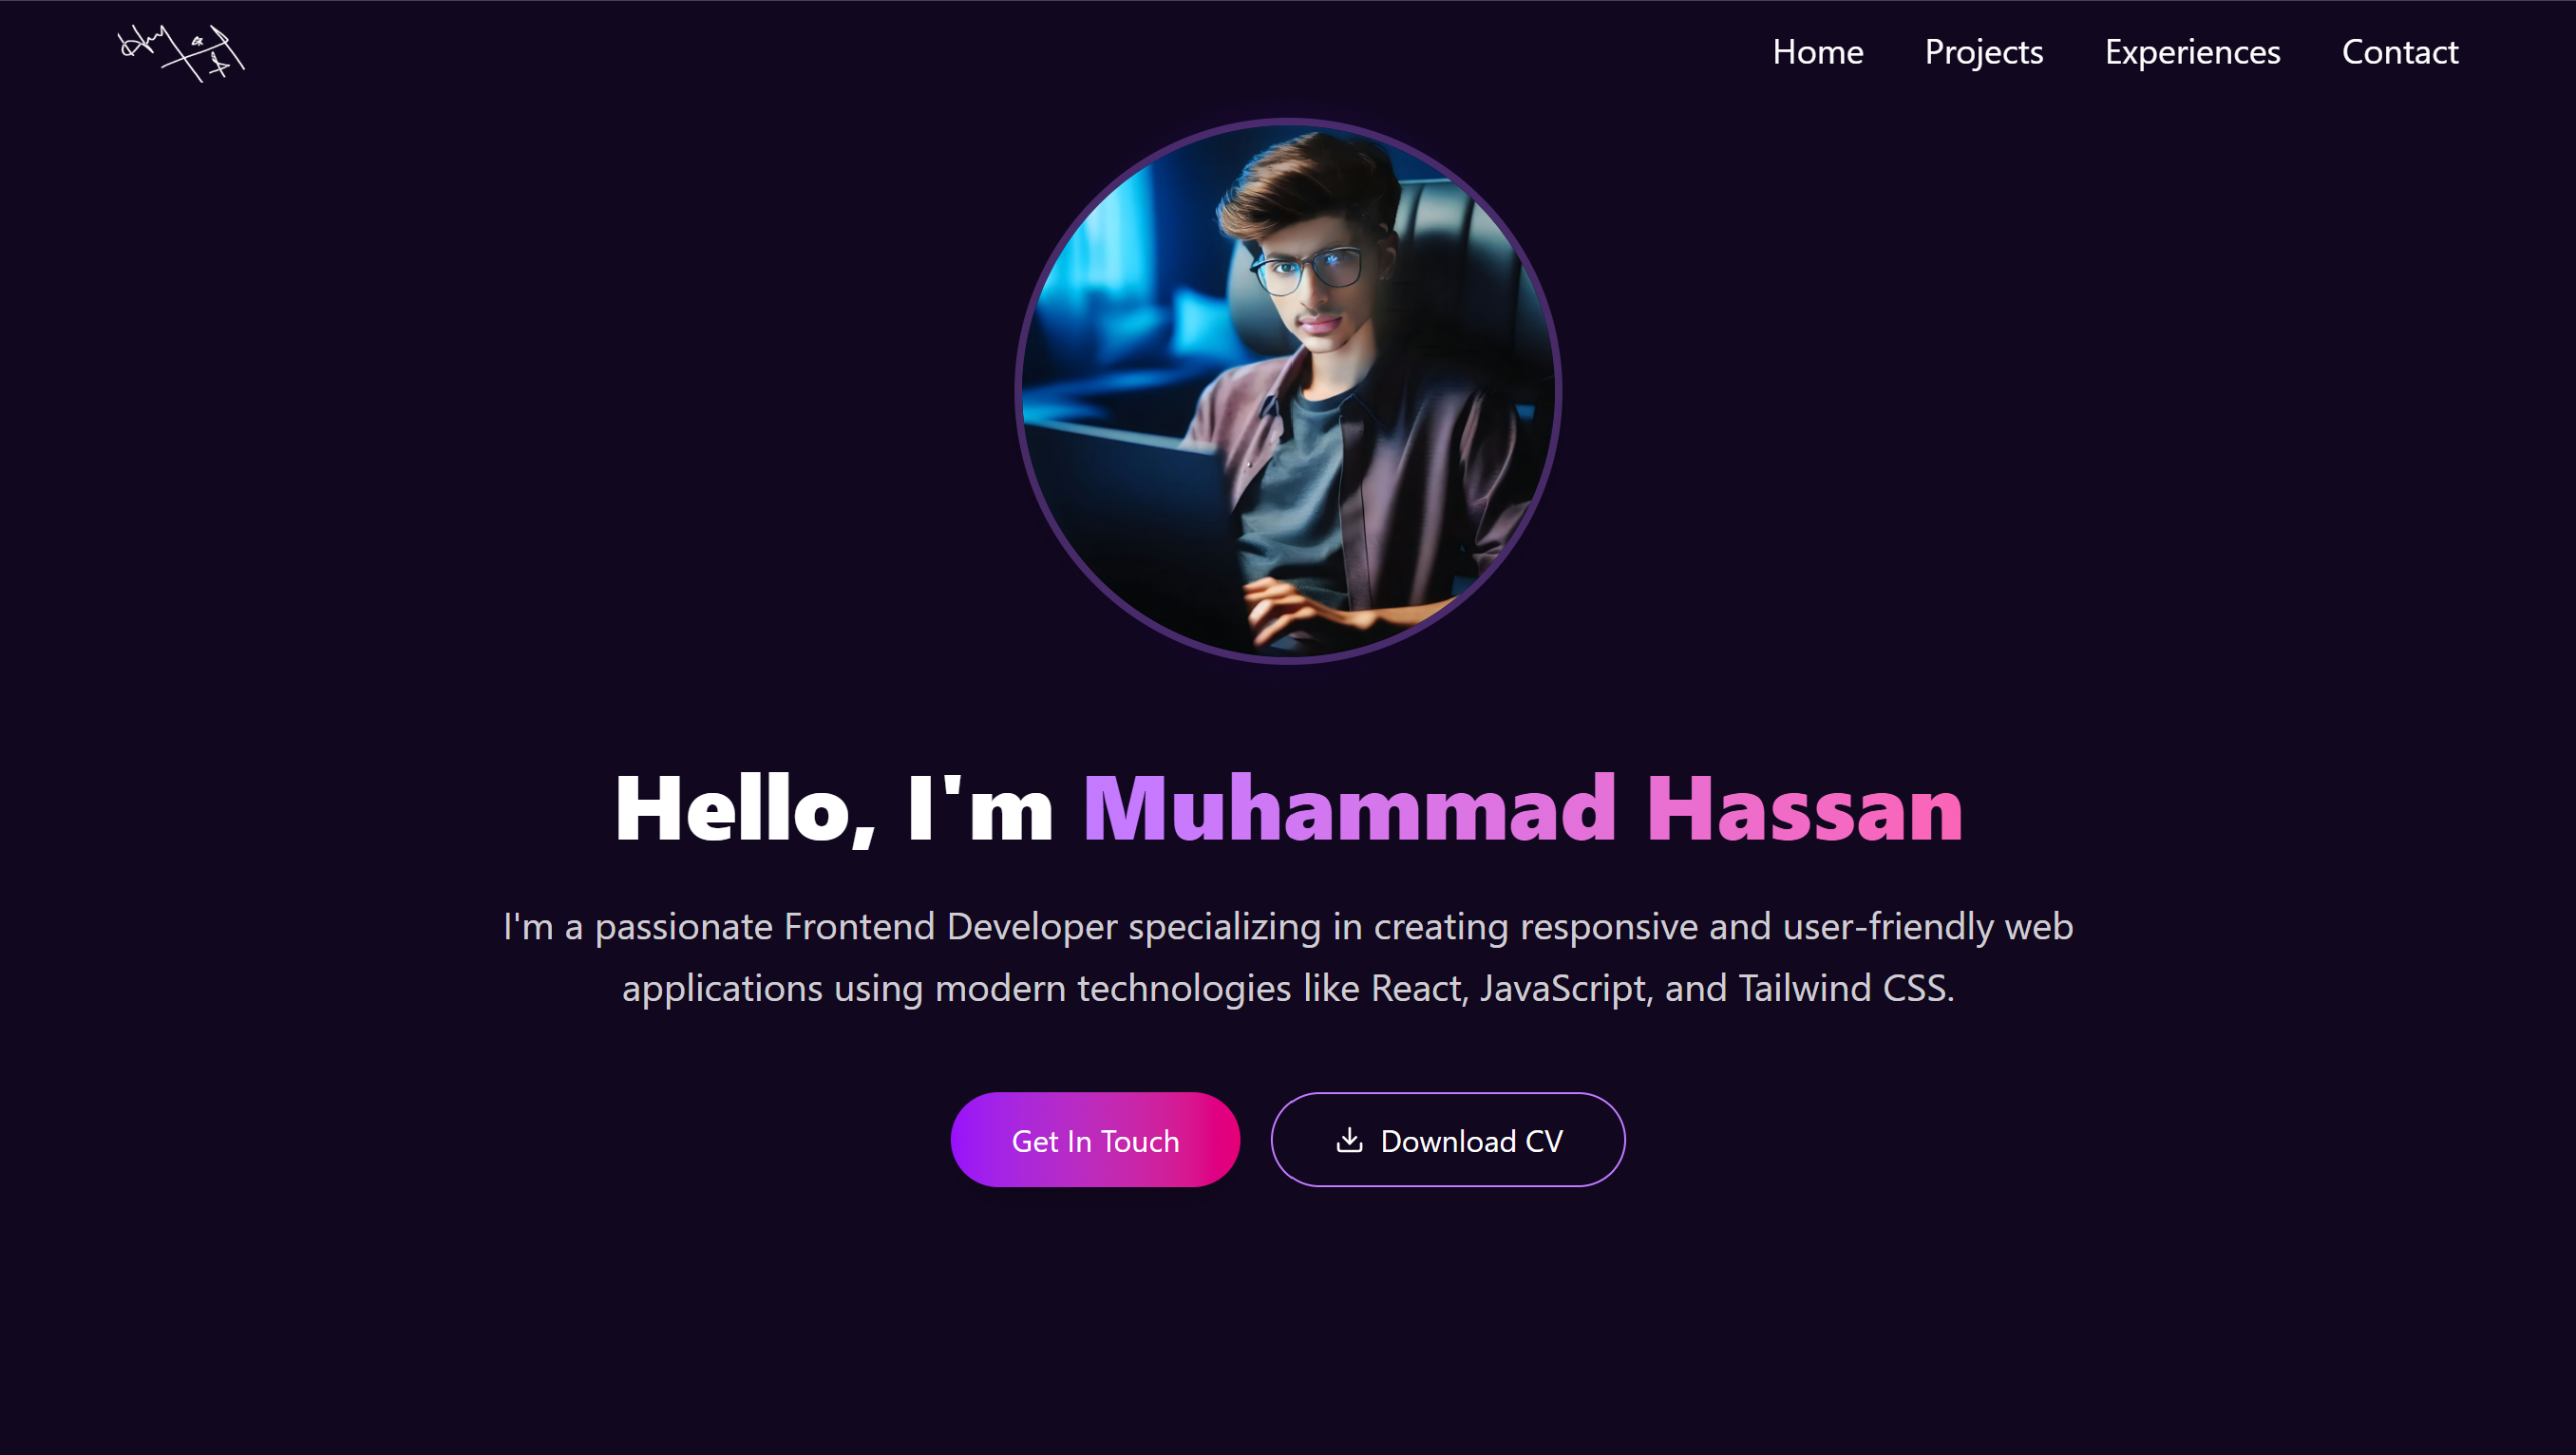 Home Projects Experiences Contact
Hello, I'm Muhammad Hassan
I'm a passionate Frontend Developer specializing in creating responsive and user-friendly web
applications using modern technologies like React, JavaScript, and Tailwind CSS.
Get In Touch
Download CV